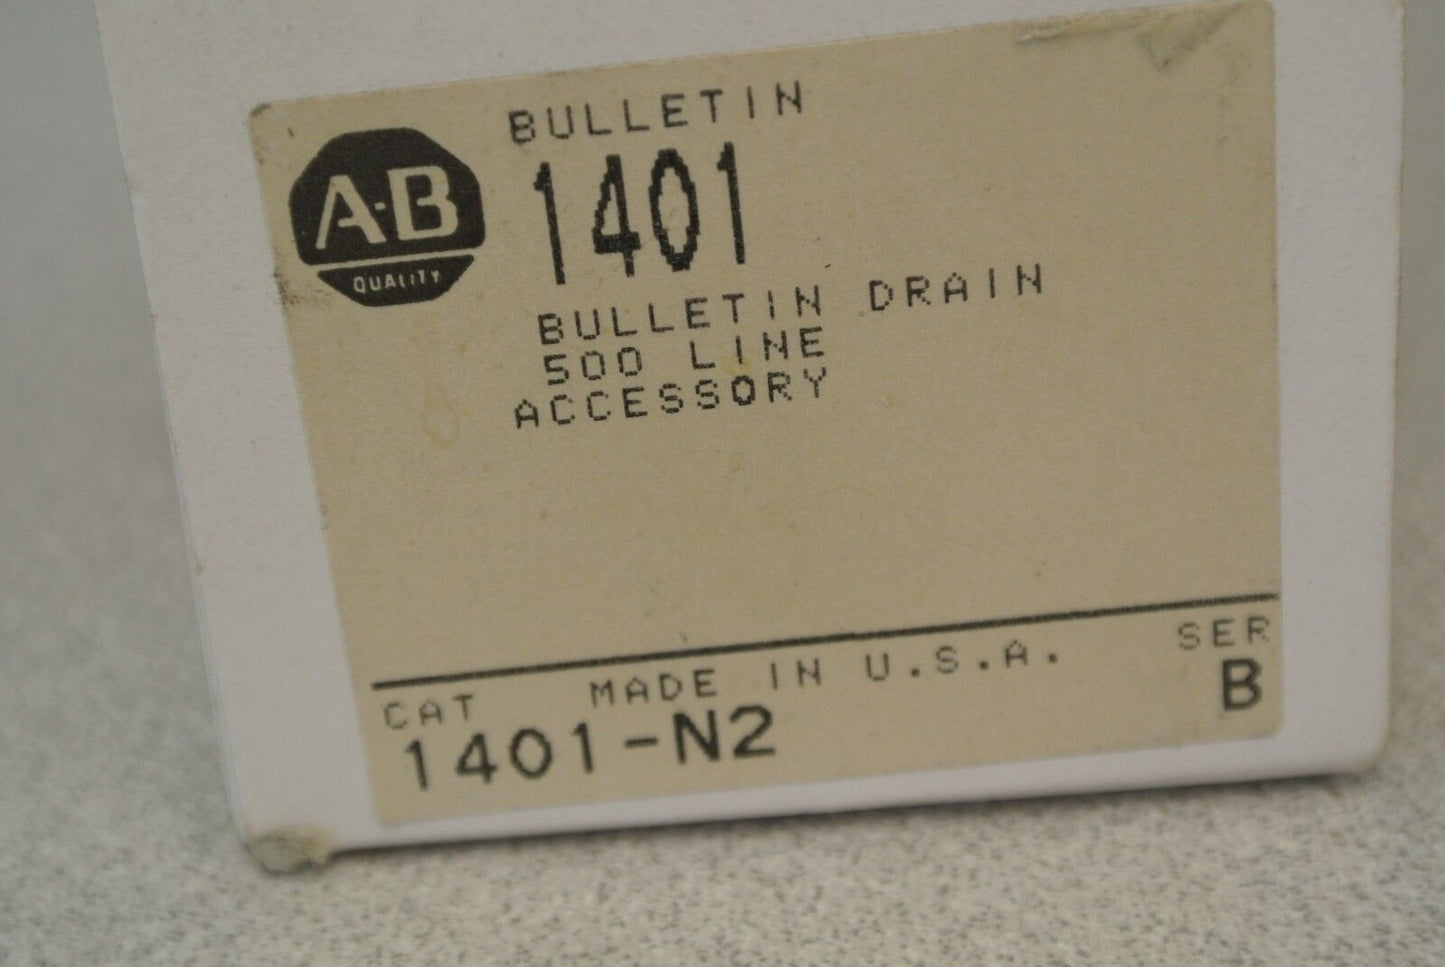 BULLETIN
1401
A-B
QUALITY
BULLETIN DRAIN
500 LINE
ACCESSORY
CAT MADE IN U.S.A. SER
1401-N2 B